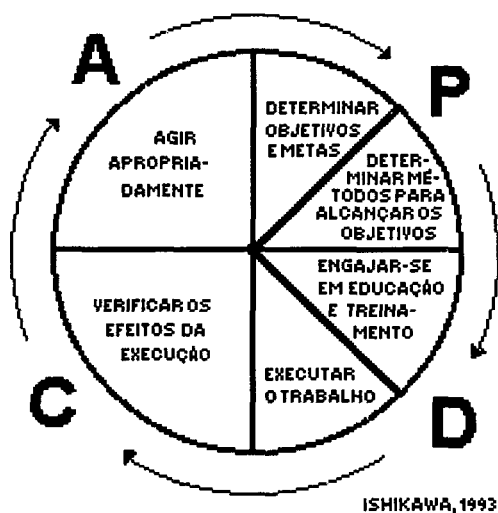 A
P
DETERMINAR
OBJETIVOS
E METAS
DETER-
MINAR MÉ-
TODOS PARA
ALCANÇAR OS
OBJETIVOS
ENGAJAR-SE
EM EDUCAÇÃO
E TREINA-
MENTO
EXECUTAR
O TRABALHO
D
VERIFICAR OS
EFEITOS DA
EXECUÇÃO
C
AGIR
APROPRIA-
DAMENTE
ISHIKAWA, 1993